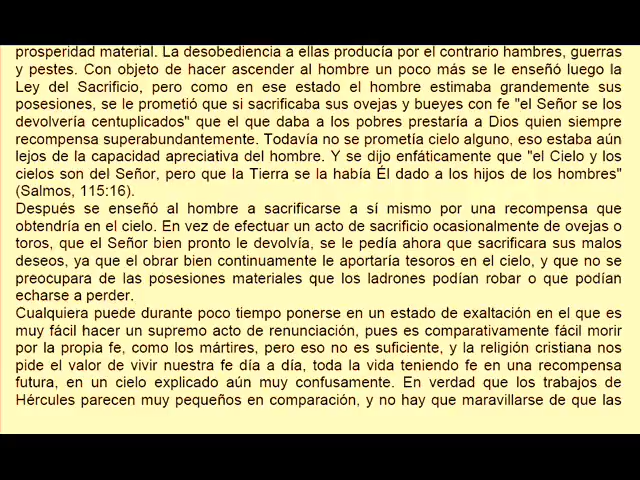 prosperidad material. La desobediencia a ellas producía por el contrario hambres, guerras
y pestes. Con objeto de hacer ascender al hombre un poco más se le enseñó luego la
Ley del Sacrificio, pero como en ese estado el hombre estimaba grandemente sus
posesiones, se le prometió que si sacrificaba sus ovejas y bueyes con fe "el Señor se los
devolvería centuplicados" que el que daba a los pobres prestaría a Dios quien siempre
recompensa superabundantemente. Todavía no se prometía cielo alguno, eso estaba aún
lejos de la capacidad apreciativa del hombre. Y se dijo enfáticamente que "el Cielo y los
cielos son del Señor, pero que la Tierra se la había Él dado a los hijos de los hombres"
(Salmos, 115:16).
Después se enseñó al hombre a sacrificarse a sí mismo por una recompensa que
obtendría en el cielo. En vez de efectuar un acto de sacrificio ocasionalmente de ovejas o
toros, que el Señor bien pronto le devolvía, se le pedía ahora que sacrificara sus malos
deseos, ya que el obrar bien continuamente le aportaría tesoros en el cielo, y que no se
preocupara de las posesiones materiales que los ladrones podían robar o que podían
echarse a perder.
Cualquiera puede durante poco tiempo ponerse en un estado de exaltación en el que es
muy fácil hacer un supremo acto de renunciación, pues es comparativamente fácil morir
por la propia fe, como los mártires, pero eso no es suficiente, y la religión cristiana nos
pide el valor de vivir nuestra fe día a día, toda la vida teniendo fe en una recompensa
futura, en un cielo explicado aún muy confusamente. En verdad que los trabajos de
Hércules parecen muy pequeños en comparación, y no hay que maravillarse de que las